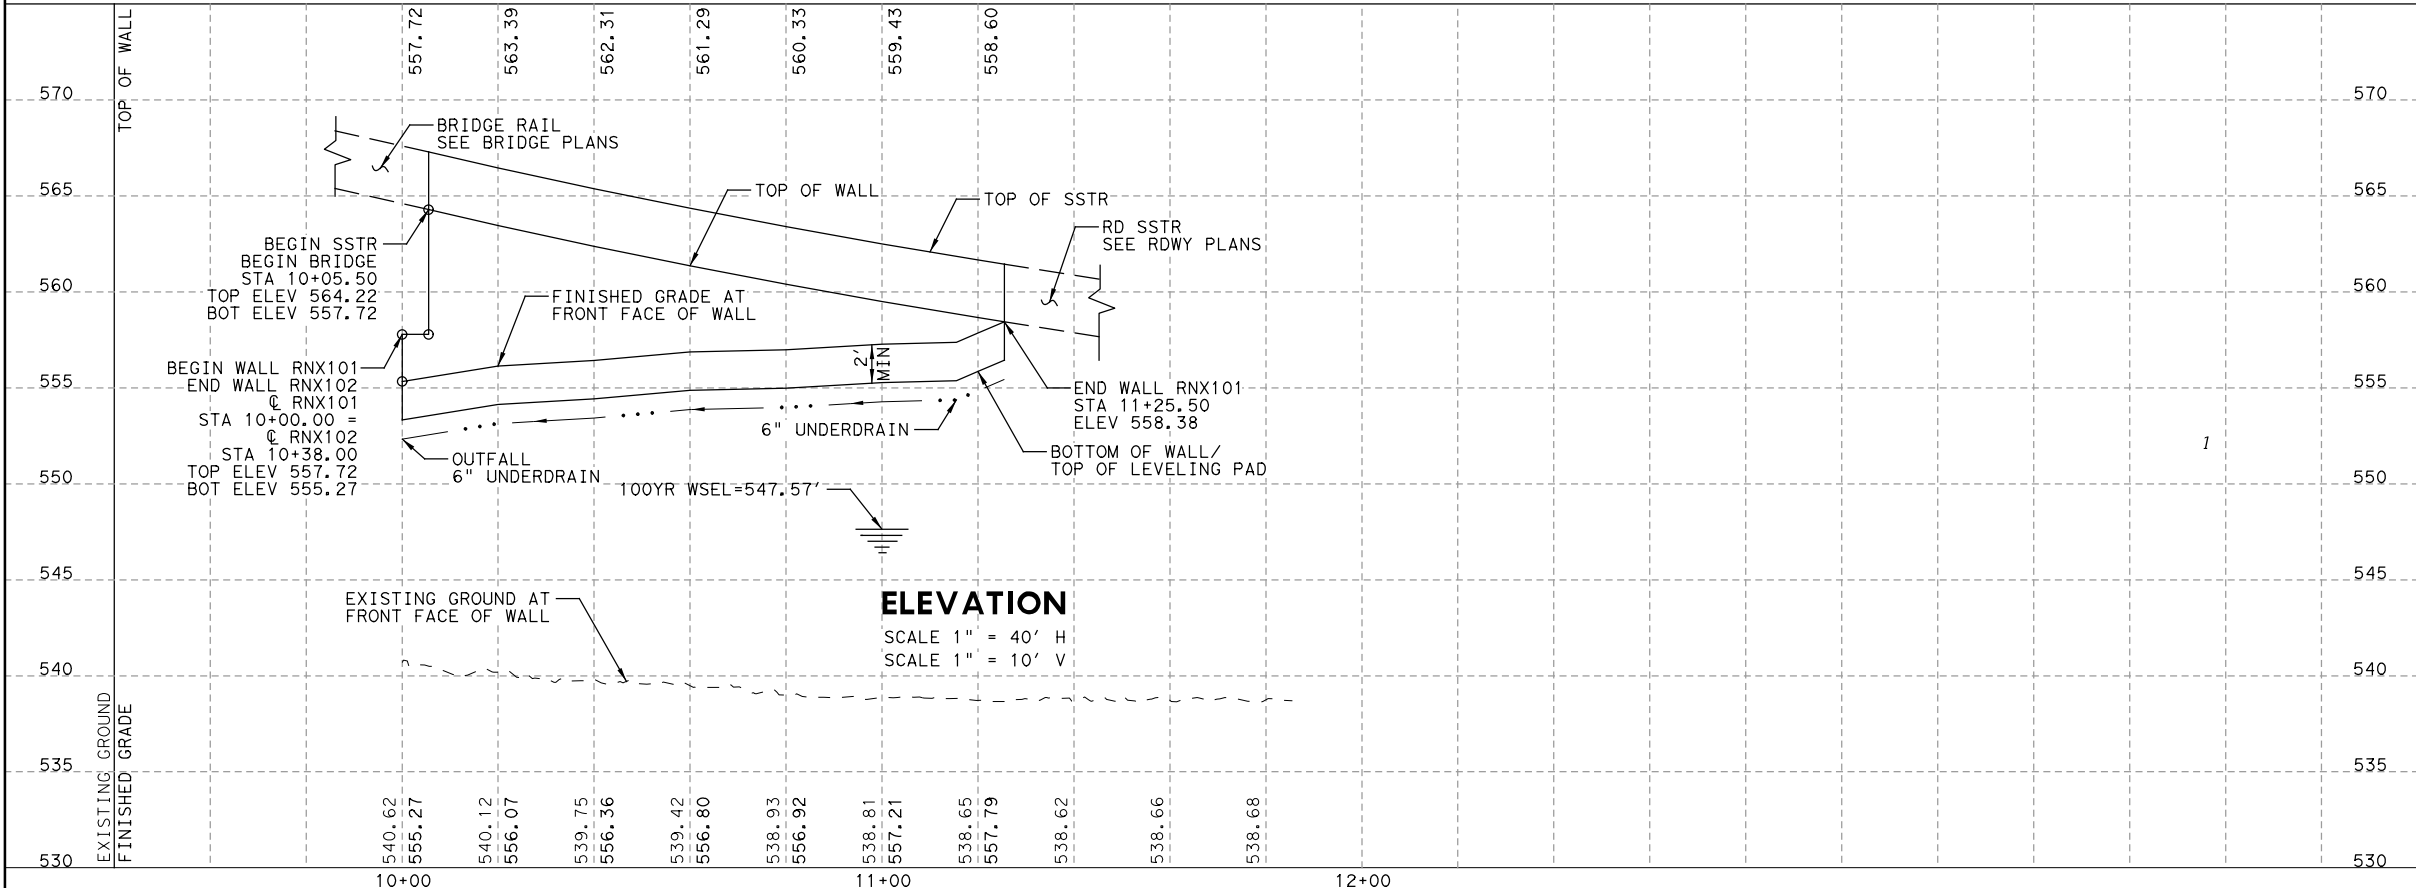 TOP OF WALL
557.72
563.39
562.31
561.29
560.33
559.43
558.60
570
570
BRIDGE RAIL
SEE BRIDGE PLANS
565
565
TOP OF WALL
TOP OF SSTR
RD SSTR
SEE RDWY PLANS
BEGIN SSTR
BEGIN BRIDGE
STA 10+05.50
TOP ELEV 564.22
BOT ELEV 557.72
560
560
FINISHED GRADE AT
FRONT FACE OF WALL
2'
MIN
BEGIN WALL RNX101
END WALL RNX102
℄ RNX101
STA 10+00.00 =
℄ RNX102
STA 10+38.00
TOP ELEV 557.72
BOT ELEV 555.27
555
555
END WALL RNX101
STA 11+25.50
ELEV 558.38
6" UNDERDRAIN
BOTTOM OF WALL/
TOP OF LEVELING PAD
1
OUTFALL
6" UNDERDRAIN
550
550
100YR WSEL=547.57'
545
545
EXISTING GROUND AT
FRONT FACE OF WALL
ELEVATION
SCALE 1" = 40' H
SCALE 1" = 10' V
540
540
535
535
EXISTING GROUND
FINISHED GRADE
540.62
555.27
540.12
556.07
539.75
556.36
539.42
556.80
538.93
556.92
538.81
557.21
538.65
557.79
538.62
538.66
538.68
530
530
10+00
11+00
12+00